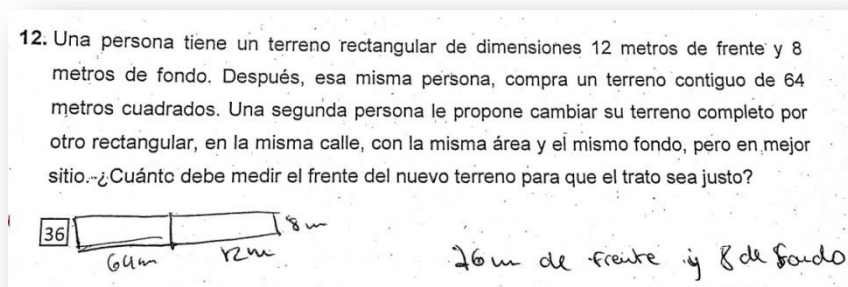 12. Una persona tiene un terreno rectangular de dimensiones 12 metros de frente y 8
metros de fondo. Después, esa misma persona, compra un terreno contiguo de 64
metros cuadrados. Una segunda persona le propone cambiar su terreno completo por
otro rectangular, en la misma calle, con la misma área y el mismo fondo, pero en mejor
sitio.-¿Cuánto debe medir el frente del nuevo terreno para que el trato sea justo?
36 8m
64m 12m
76m de frente y 8 de fondo